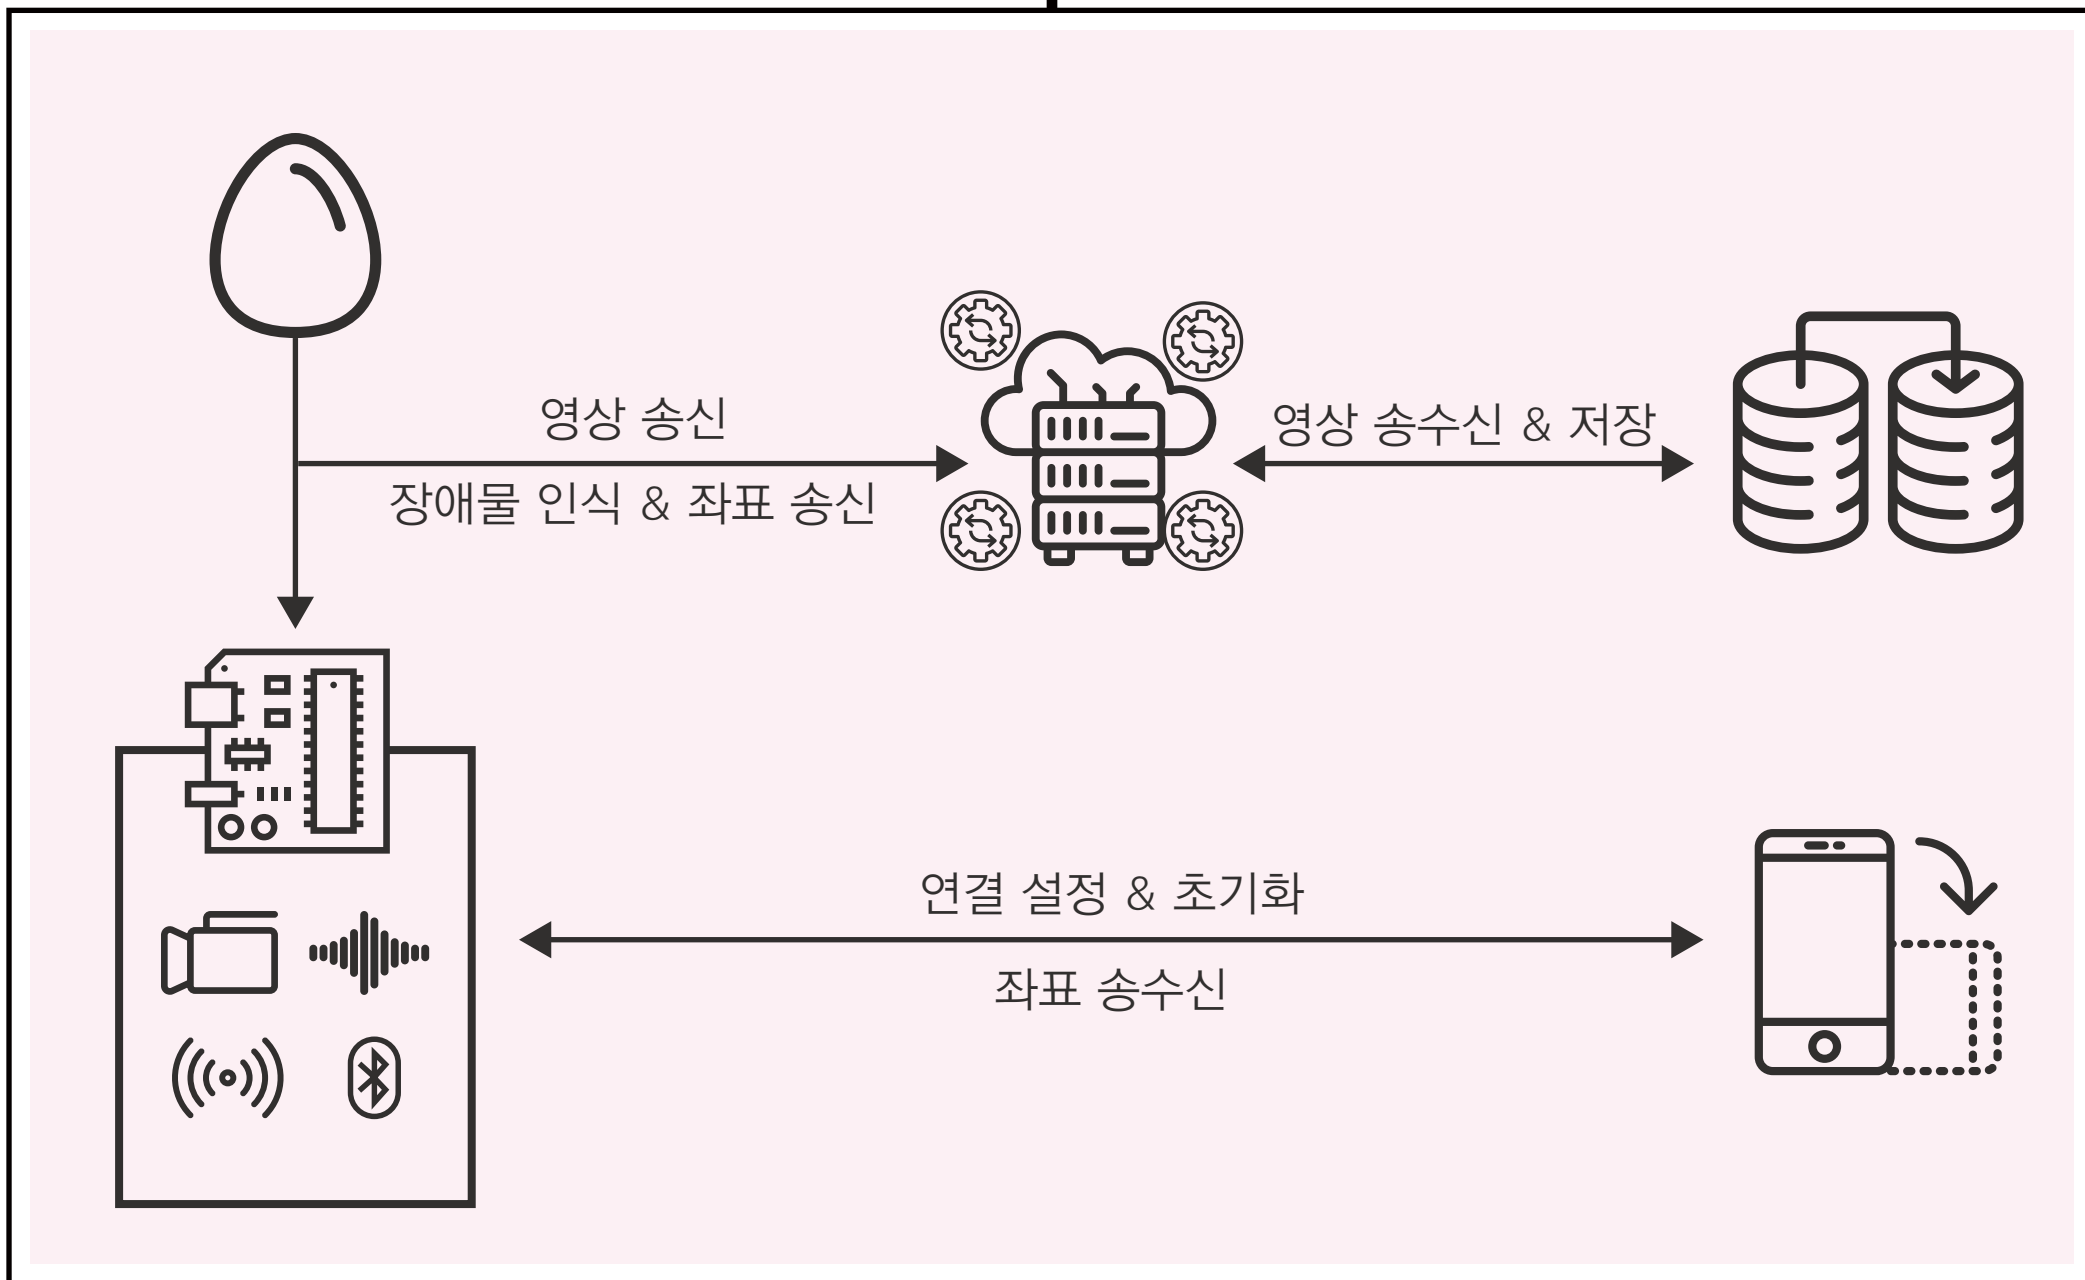 영상 송신
장애물 인식 & 좌표 송신
영상 송수신 & 저장
연결 설정 & 초기화
좌표 송수신